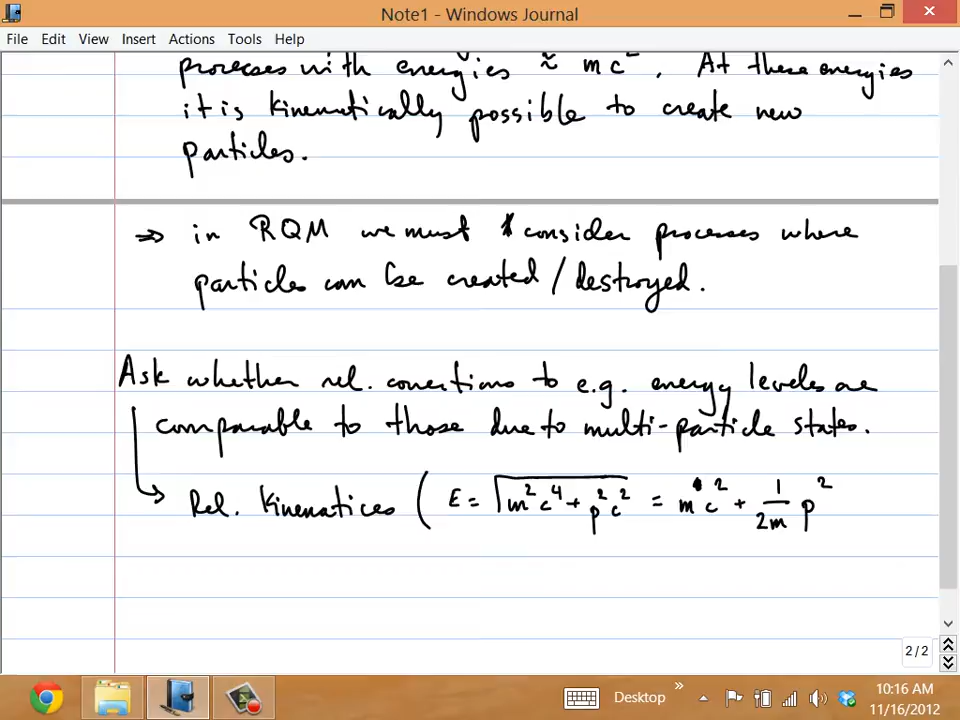 Note1 - Windows Journal
File Edit View Insert Actions Tools Help
processes with energies ≈ mc². At these energies
it is kinematically possible to create new
particles.
⇒ in RQM we must consider processes where
particles can be created / destroyed.
Ask whether rel. corrections to e.g. energy levels are
comparable to those due to multi-particle states.
↳ Rel. Kinematices ( E = √m²c⁴ + p²c² = mc² + 1/2m p²
2 / 2
Desktop
10:16 AM
11/16/2012